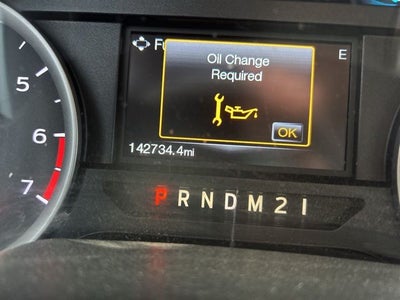 E
Oil Change
Required
OK
142734.4mi
5
6
7
P R N D M 2 1